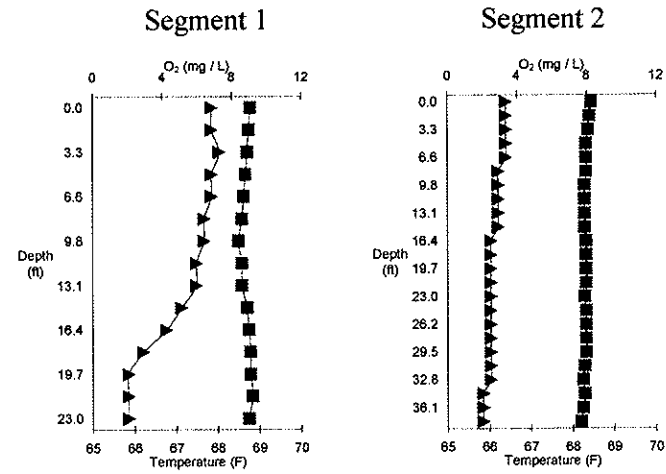 Segment 1
O2 (mg / L)
0 4 8 12
0.0
3.3
6.6
9.8
13.1
16.4
19.7
23.0
Depth
(ft)
65 66 67 68 69 70
Temperature (F)
Segment 2
O2 (mg / L)
0 4 8 12
0.0
3.3
6.6
9.8
13.1
16.4
19.7
23.0
26.2
29.5
32.8
36.1
Depth
(ft)
65 66 67 68 69 70
Temperature (F)